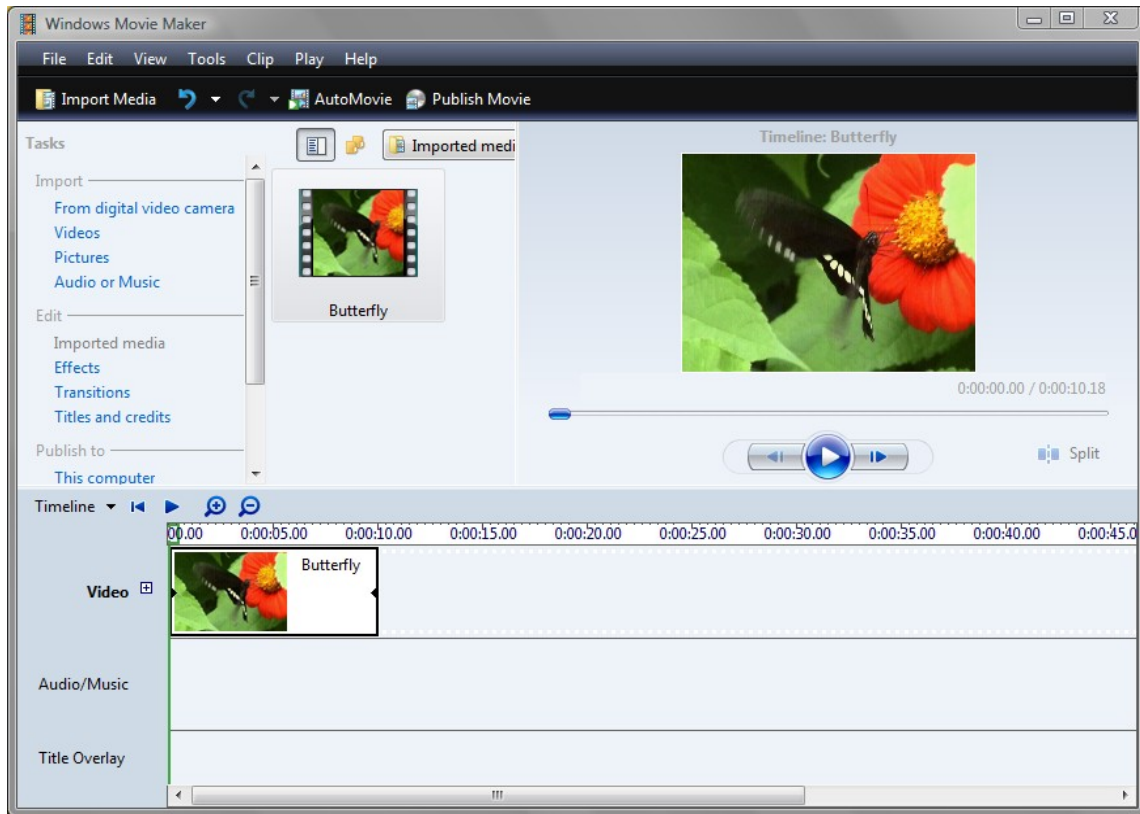 Windows Movie Maker
File Edit View Tools Clip Play Help
Import Media AutoMovie Publish Movie
Tasks
Import
From digital video camera
Videos
Pictures
Audio or Music
Edit
Imported media
Effects
Transitions
Titles and credits
Publish to
This computer
Imported medi
Butterfly
Timeline: Butterfly
0:00:00.00 / 0:00:10.18
Split
Timeline
00.00 0:00:05.00 0:00:10.00 0:00:15.00 0:00:20.00 0:00:25.00 0:00:30.00 0:00:35.00 0:00:40.00 0:00:45.0
Video
Butterfly
Audio/Music
Title Overlay